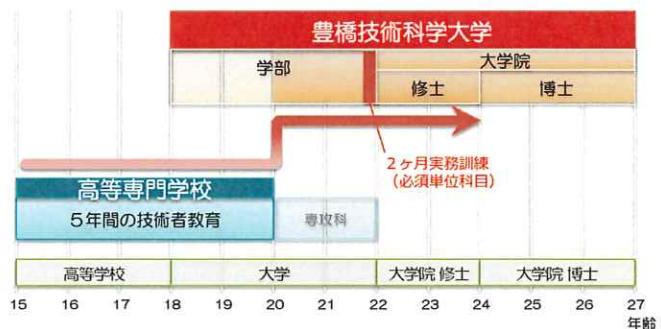 豊橋技術科学大学
学部
大学院
修士
博士
2ヶ月実務訓練
(必須単位科目)
高等専門学校
5年間の技術者教育
専攻科
高等学校
大学
大学院 修士
大学院 博士
15 16 17 18 19 20 21 22 23 24 25 26 27
年齢